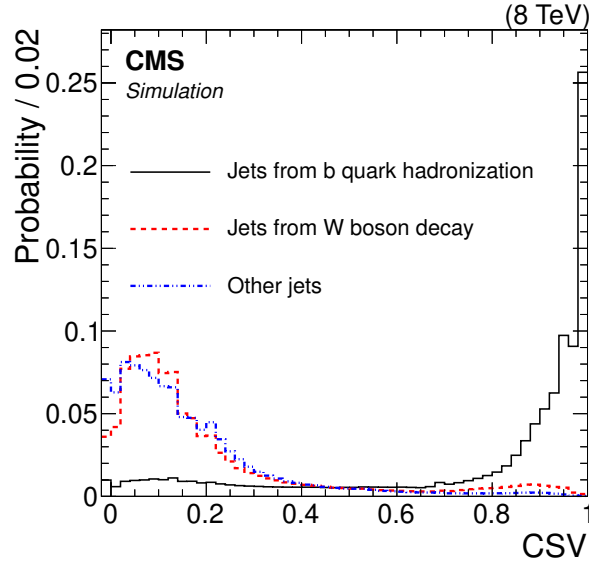 (8 TeV)
CMS
Simulation
Jets from b quark hadronization
Jets from W boson decay
Other jets
Probability / 0.02
0.25
0.2
0.15
0.1
0.05
0
0 0.2 0.4 0.6 0.8 1
CSV